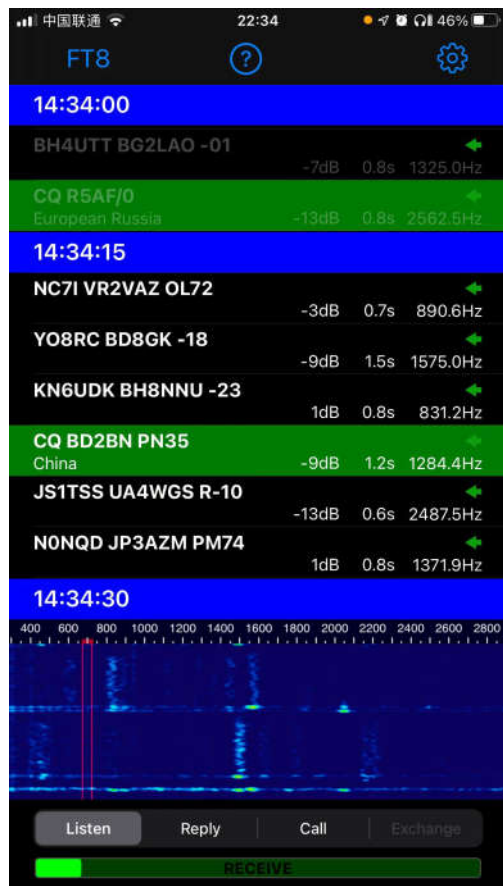 中国联通 22:34 46%
FT8 ?
14:34:00
BH4UTT BG2LAO -01
-7dB 0.8s 1325.0Hz
CQ R5AF/0
European Russia -13dB 0.8s 2562.5Hz
14:34:15
NC7I VR2VAZ OL72
-3dB 0.7s 890.6Hz
YO8RC BD8GK -18
-9dB 1.5s 1575.0Hz
KN6UDK BH8NNU -23
1dB 0.8s 831.2Hz
CQ BD2BN PN35
China -9dB 1.2s 1284.4Hz
JS1TSS UA4WGS R-10
-13dB 0.6s 2487.5Hz
N0NQD JP3AZM PM74
1dB 0.8s 1371.9Hz
14:34:30
400 600 800 1000 1200 1400 1600 1800 2000 2200 2400 2600 2800
Listen Reply Call Exchange
RECEIVE